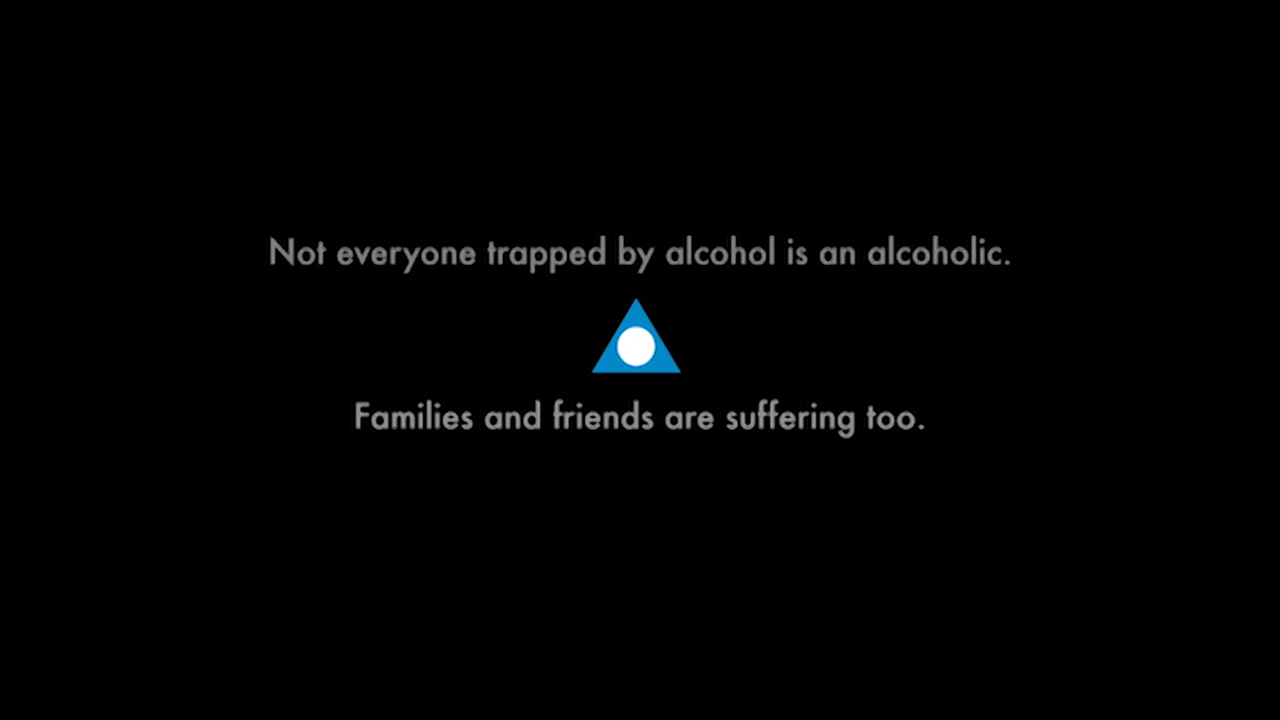 Not everyone trapped by alcohol is an alcoholic.
Families and friends are suffering too.